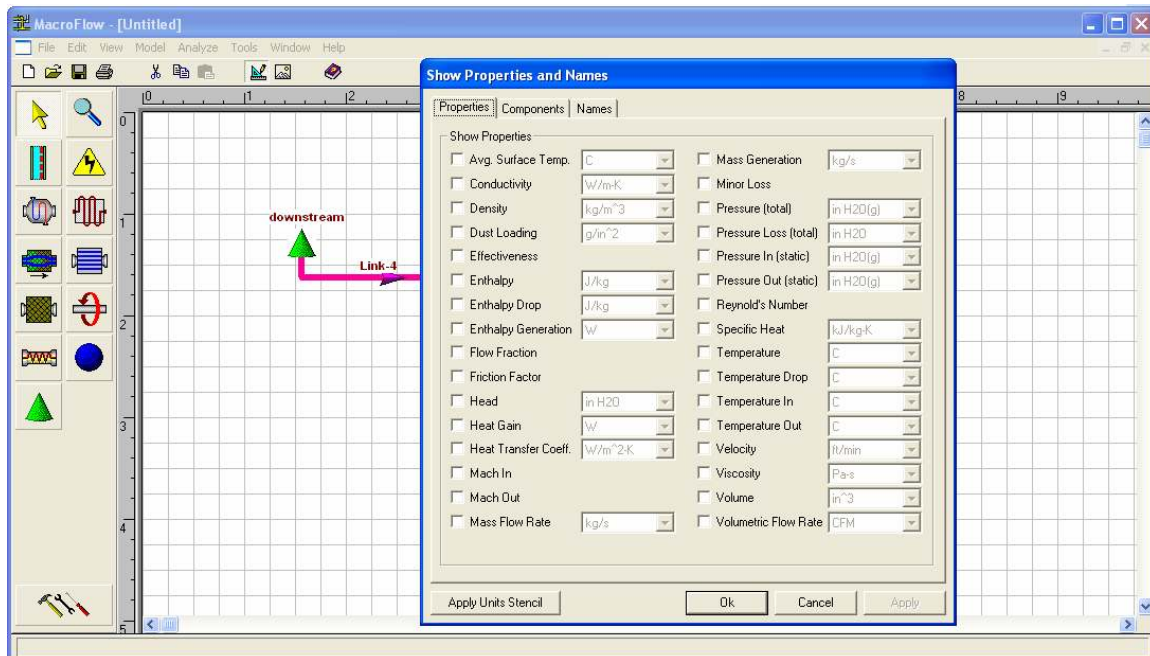 MacroFlow - [Untitled]
File Edit View Model Analyze Tools Window Help
0 1 2 8 9
0
1
2
3
4
5
downstream
Link-4
Show Properties and Names
Properties Components Names
Show Properties
Avg. Surface Temp. C
Conductivity W/m-K
Density kg/m^3
Dust Loading g/in^2
Effectiveness
Enthalpy J/kg
Enthalpy Drop J/kg
Enthalpy Generation W
Flow Fraction
Friction Factor
Head in H2O
Heat Gain W
Heat Transfer Coeff. W/m^2-K
Mach In
Mach Out
Mass Flow Rate kg/s
Mass Generation kg/s
Minor Loss
Pressure (total) in H2O(g)
Pressure Loss (total) in H2O
Pressure In (static) in H2O(g)
Pressure Out (static) in H2O(g)
Reynold's Number
Specific Heat kJ/kg-K
Temperature C
Temperature Drop C
Temperature In C
Temperature Out C
Velocity ft/min
Viscosity Pa-s
Volume in^3
Volumetric Flow Rate CFM
Apply Units Stencil Ok Cancel Apply